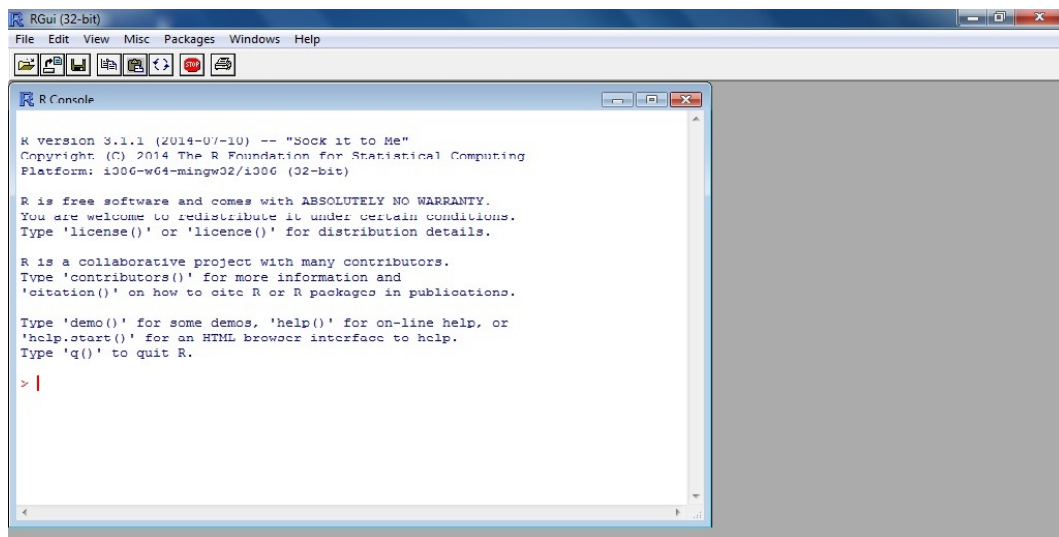 RGui (32-bit)
File Edit View Misc Packages Windows Help
STOP
R Console
R version 3.1.1 (2014-07-10) -- "Sock it to Me"
Copyright (C) 2014 The R Foundation for Statistical Computing
Platform: i386-w64-mingw32/i386 (32-bit)
R is free software and comes with ABSOLUTELY NO WARRANTY.
You are welcome to redistribute it under certain conditions.
Type 'license()' or 'licence()' for distribution details.
R is a collaborative project with many contributors.
Type 'contributors()' for more information and
'citation()' on how to cite R or R packages in publications.
Type 'demo()' for some demos, 'help()' for on-line help, or
'help.start()' for an HTML browser interface to help.
Type 'q()' to quit R.
>